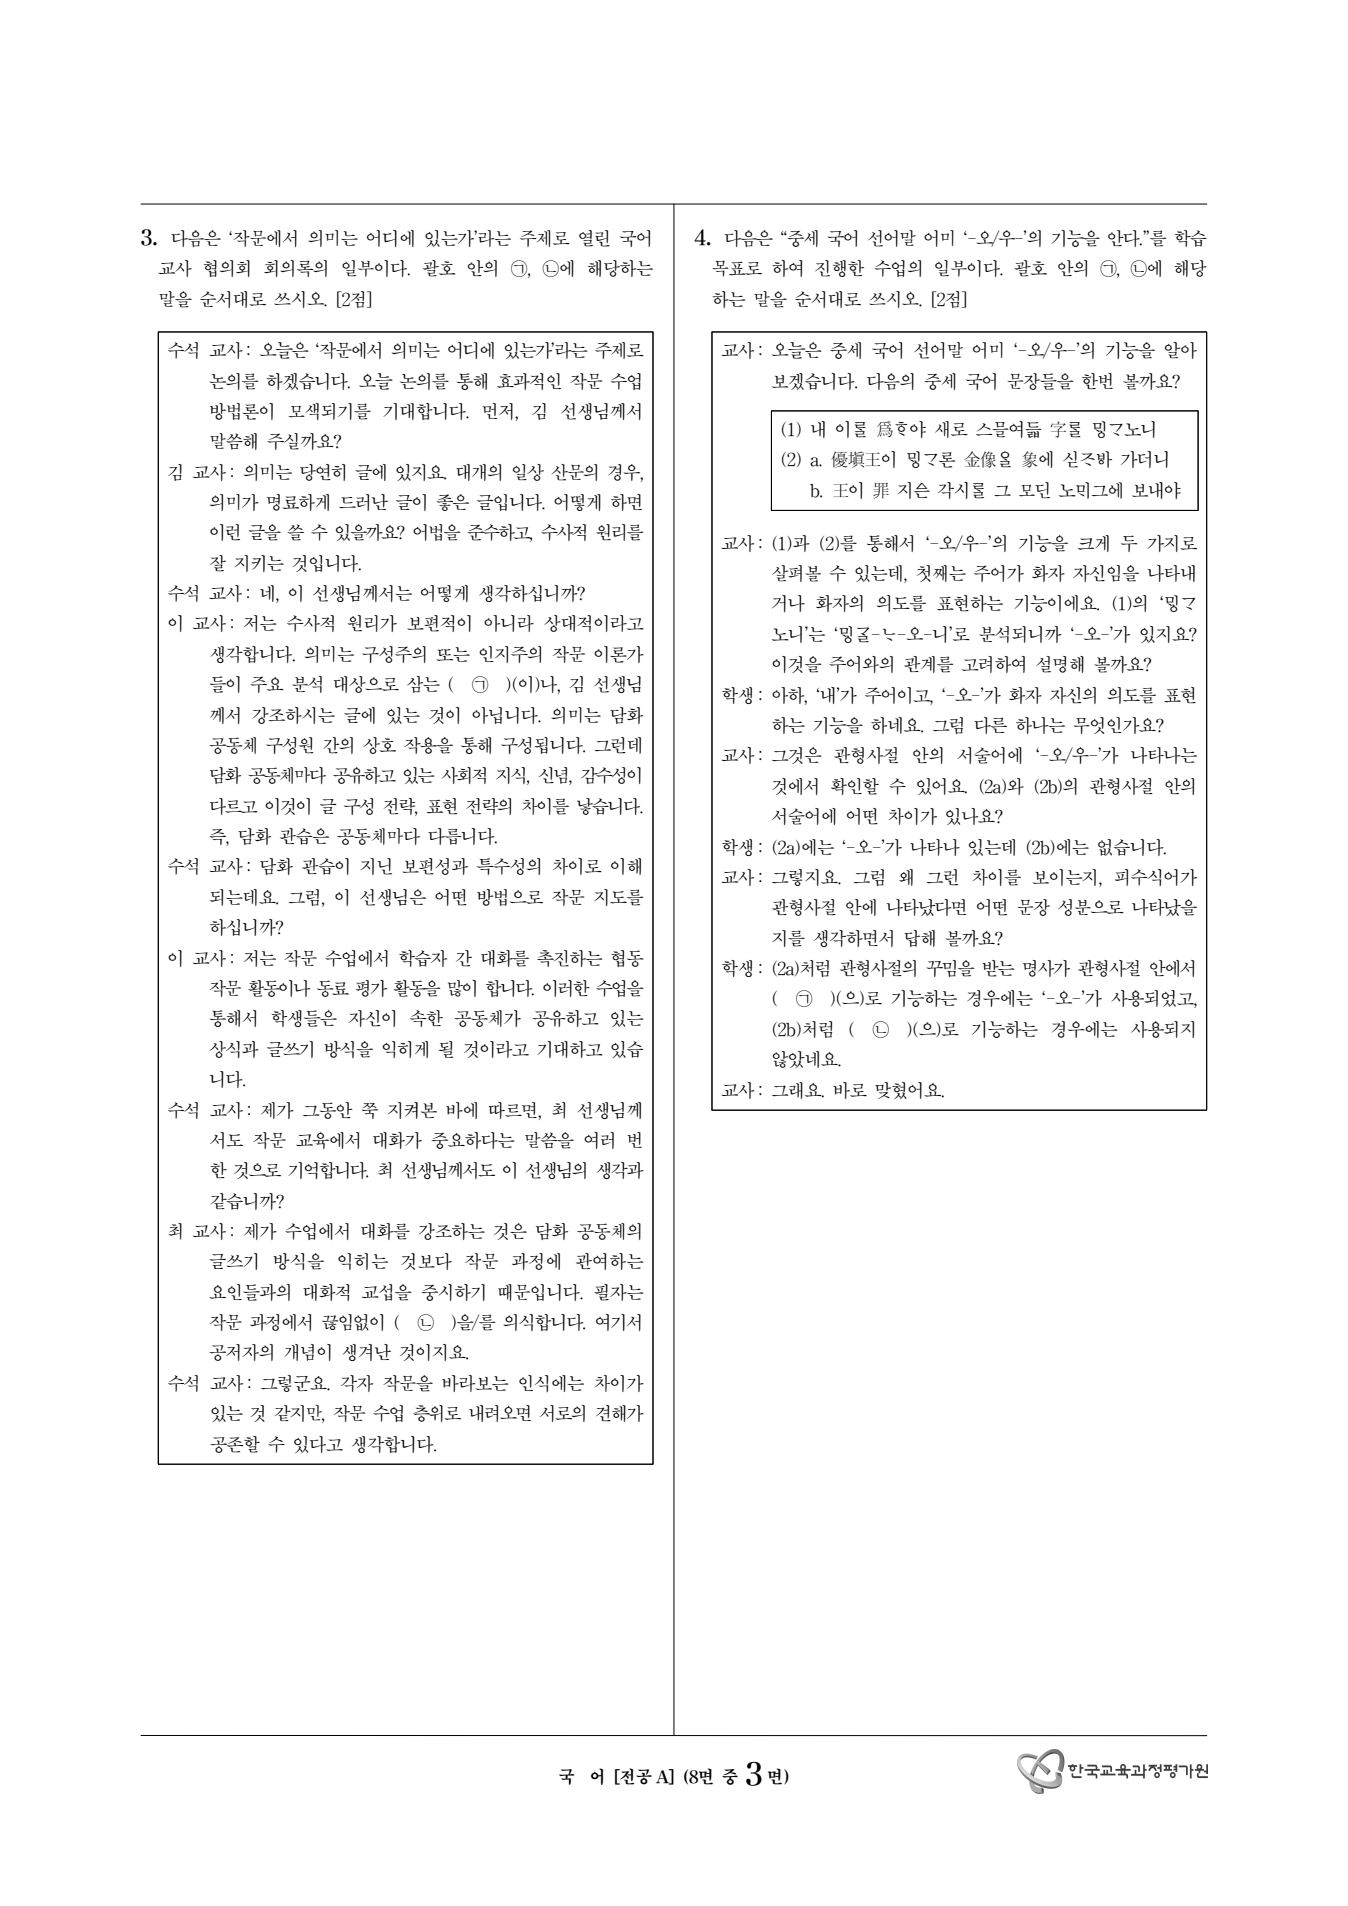 3. 다음은 ‘작문에서 의미는 어디에 있는가’라는 주제로 열린 국어
교사 협의회 회의록의 일부이다. 괄호 안의 ㉠, ㉡에 해당하는
말을 순서대로 쓰시오. [2점]
수석 교사 : 오늘은 ‘작문에서 의미는 어디에 있는가’라는 주제로
논의를 하겠습니다. 오늘 논의를 통해 효과적인 작문 수업
방법론이 모색되기를 기대합니다. 먼저, 김 선생님께서
말씀해 주실까요?
김 교사 : 의미는 당연히 글에 있지요. 대개의 일상 산문의 경우,
의미가 명료하게 드러난 글이 좋은 글입니다. 어떻게 하면
이런 글을 쓸 수 있을까요? 어법을 준수하고, 수사적 원리를
잘 지키는 것입니다.
수석 교사 : 네, 이 선생님께서는 어떻게 생각하십니까?
이 교사 : 저는 수사적 원리가 보편적이 아니라 상대적이라고
생각합니다. 의미는 구성주의 또는 인지주의 작문 이론가
들이 주요 분석 대상으로 삼는 ( ㉠ )(이)나, 김 선생님
께서 강조하시는 글에 있는 것이 아닙니다. 의미는 담화
공동체 구성원 간의 상호 작용을 통해 구성됩니다. 그런데
담화 공동체마다 공유하고 있는 사회적 지식, 신념, 감수성이
다르고 이것이 글 구성 전략, 표현 전략의 차이를 낳습니다.
즉, 담화 관습은 공동체마다 다릅니다.
수석 교사 : 담화 관습이 지닌 보편성과 특수성의 차이로 이해
되는데요. 그럼, 이 선생님은 어떤 방법으로 작문 지도를
하십니까?
이 교사 : 저는 작문 수업에서 학습자 간 대화를 촉진하는 협동
작문 활동이나 동료 평가 활동을 많이 합니다. 이러한 수업을
통해서 학생들은 자신이 속한 공동체가 공유하고 있는
상식과 글쓰기 방식을 익히게 될 것이라고 기대하고 있습
니다.
수석 교사 : 제가 그동안 쭉 지켜본 바에 따르면, 최 선생님께
서도 작문 교육에서 대화가 중요하다는 말씀을 여러 번
한 것으로 기억합니다. 최 선생님께서도 이 선생님의 생각과
같습니까?
최 교사 : 제가 수업에서 대화를 강조하는 것은 담화 공동체의
글쓰기 방식을 익히는 것보다 작문 과정에 관여하는
요인들과의 대화적 교섭을 중시하기 때문입니다. 필자는
작문 과정에서 끊임없이 ( ㉡ )을/를 의식합니다. 여기서
공저자의 개념이 생겨난 것이지요.
수석 교사 : 그렇군요. 각자 작문을 바라보는 인식에는 차이가
있는 것 같지만, 작문 수업 층위로 내려오면 서로의 견해가
공존할 수 있다고 생각합니다.
4. 다음은 “중세 국어 선어말 어미 ‘-오/우-’의 기능을 안다.”를 학습
목표로 하여 진행한 수업의 일부이다. 괄호 안의 ㉠, ㉡에 해당
하는 말을 순서대로 쓰시오. [2점]
교사 : 오늘은 중세 국어 선어말 어미 ‘-오/우-’의 기능을 알아
보겠습니다. 다음의 중세 국어 문장들을 한번 볼까요?
(1) 내 이ᄅᆞᆯ 爲ᄒᆞ야 새로 스믈여듧 字ᄅᆞᆯ ᄆᆡᇰᄀᆞ노니
(2) a. 優塡王이 ᄆᆡᇰᄀᆞ론 金像ᄋᆞᆯ 象애 싣ᄌᆞᄫᅡ 가더니
b. 王이 罪 지ᅀᅳᆫ 각시ᄅᆞᆯ 그 모딘 노ᄆᆡ그ᅌᅦ 보내야
교사 : (1)과 (2)를 통해서 ‘-오/우-’의 기능을 크게 두 가지로
살펴볼 수 있는데, 첫째는 주어가 화자 자신임을 나타내
거나 화자의 의도를 표현하는 기능이에요. (1)의 ‘ᄆᆡᇰᄀᆞ
노니’는 ‘ᄆᆡᇰᄀᆞᆯ-ᄂᆞ-오-니’로 분석되니까 ‘-오-’가 있지요?
이것을 주어와의 관계를 고려하여 설명해 볼까요?
학생 : 아하, ‘내’가 주어이고, ‘-오-’가 화자 자신의 의도를 표현
하는 기능을 하네요. 그럼 다른 하나는 무엇인가요?
교사 : 그것은 관형사절 안의 서술어에 ‘-오/우-’가 나타나는
것에서 확인할 수 있어요. (2a)와 (2b)의 관형사절 안의
서술어에 어떤 차이가 있나요?
학생 : (2a)에는 ‘-오-’가 나타나 있는데 (2b)에는 없습니다.
교사 : 그렇지요. 그럼 왜 그런 차이를 보이는지, 피수식어가
관형사절 안에 나타났다면 어떤 문장 성분으로 나타났을
지를 생각하면서 답해 볼까요?
학생 : (2a)처럼 관형사절의 꾸밈을 받는 명사가 관형사절 안에서
( ㉠ )(으)로 기능하는 경우에는 ‘-오-’가 사용되었고,
(2b)처럼 ( ㉡ )(으)로 기능하는 경우에는 사용되지
않았네요.
교사 : 그래요. 바로 맞혔어요.
국 어 [전공 A] (8면 중 3 면)
한국교육과정평가원